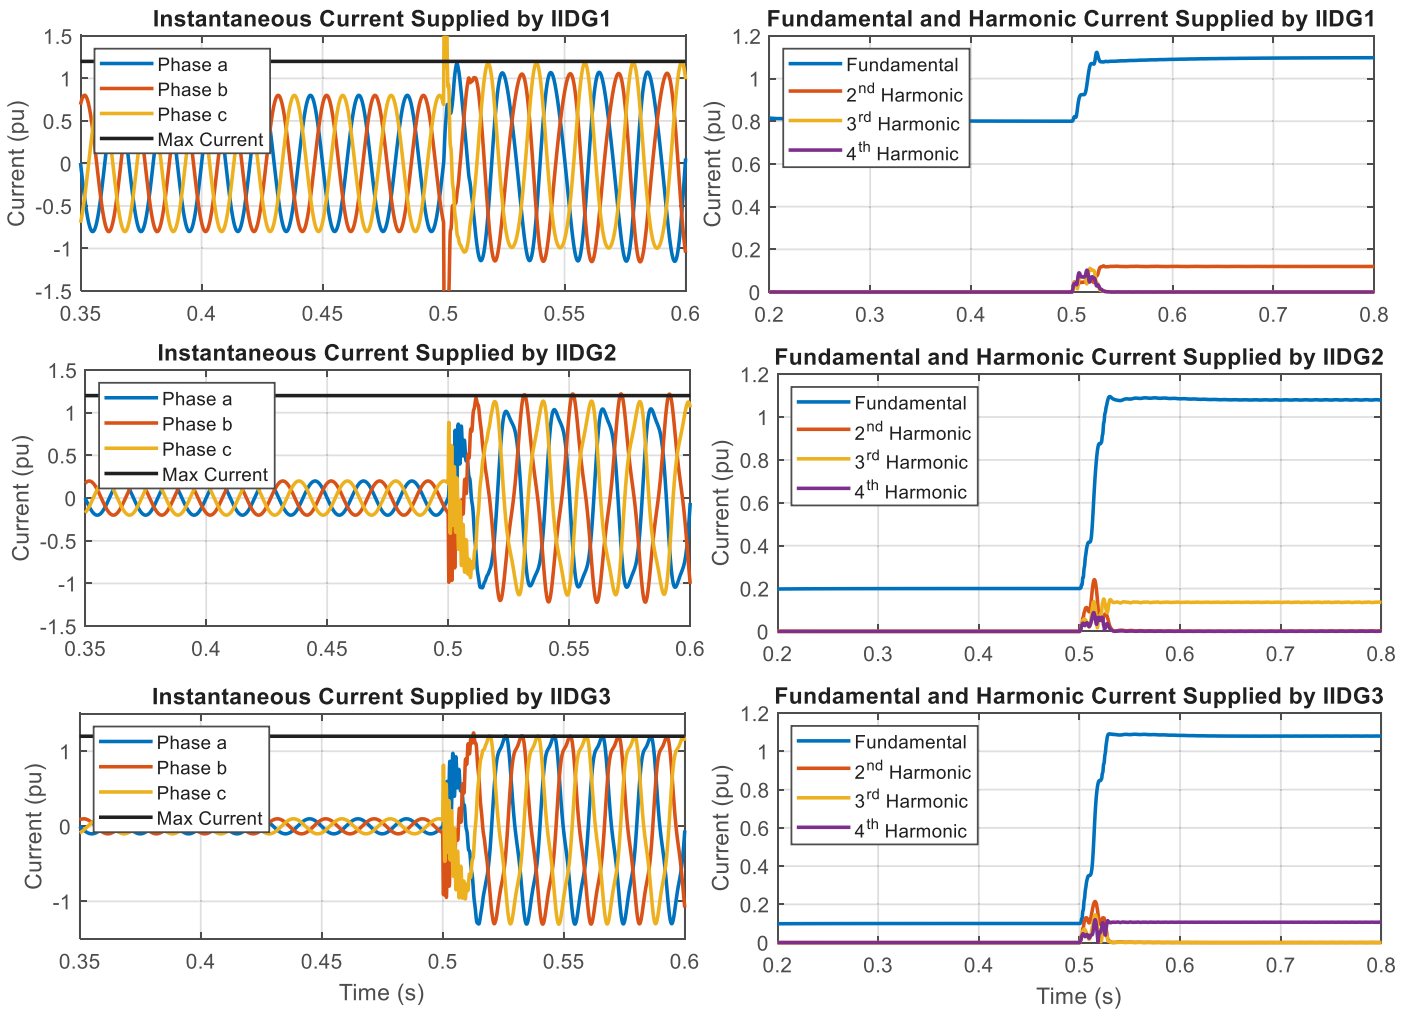 Instantaneous Current Supplied by IIDG1
1.5
1
0.5
0
-0.5
-1
-1.5
Current (pu)
Phase a
Phase b
Phase c
Max Current
0.35 0.4 0.45 0.5 0.55 0.6
Fundamental and Harmonic Current Supplied by IIDG1
1.2
1
0.8
0.6
0.4
0.2
0
Current (pu)
Fundamental
2nd Harmonic
3rd Harmonic
4th Harmonic
0.2 0.3 0.4 0.5 0.6 0.7 0.8
Instantaneous Current Supplied by IIDG2
1.5
1
0.5
0
-0.5
-1
-1.5
Current (pu)
Phase a
Phase b
Phase c
Max Current
0.35 0.4 0.45 0.5 0.55 0.6
Fundamental and Harmonic Current Supplied by IIDG2
1.2
1
0.8
0.6
0.4
0.2
0
Current (pu)
Fundamental
2nd Harmonic
3rd Harmonic
4th Harmonic
0.2 0.3 0.4 0.5 0.6 0.7 0.8
Instantaneous Current Supplied by IIDG3
1
0
-1
Current (pu)
Phase a
Phase b
Phase c
Max Current
0.35 0.4 0.45 0.5 0.55 0.6
Time (s)
Fundamental and Harmonic Current Supplied by IIDG3
1.2
1
0.8
0.6
0.4
0.2
0
Current (pu)
Fundamental
2nd Harmonic
3rd Harmonic
4th Harmonic
0.2 0.3 0.4 0.5 0.6 0.7 0.8
Time (s)